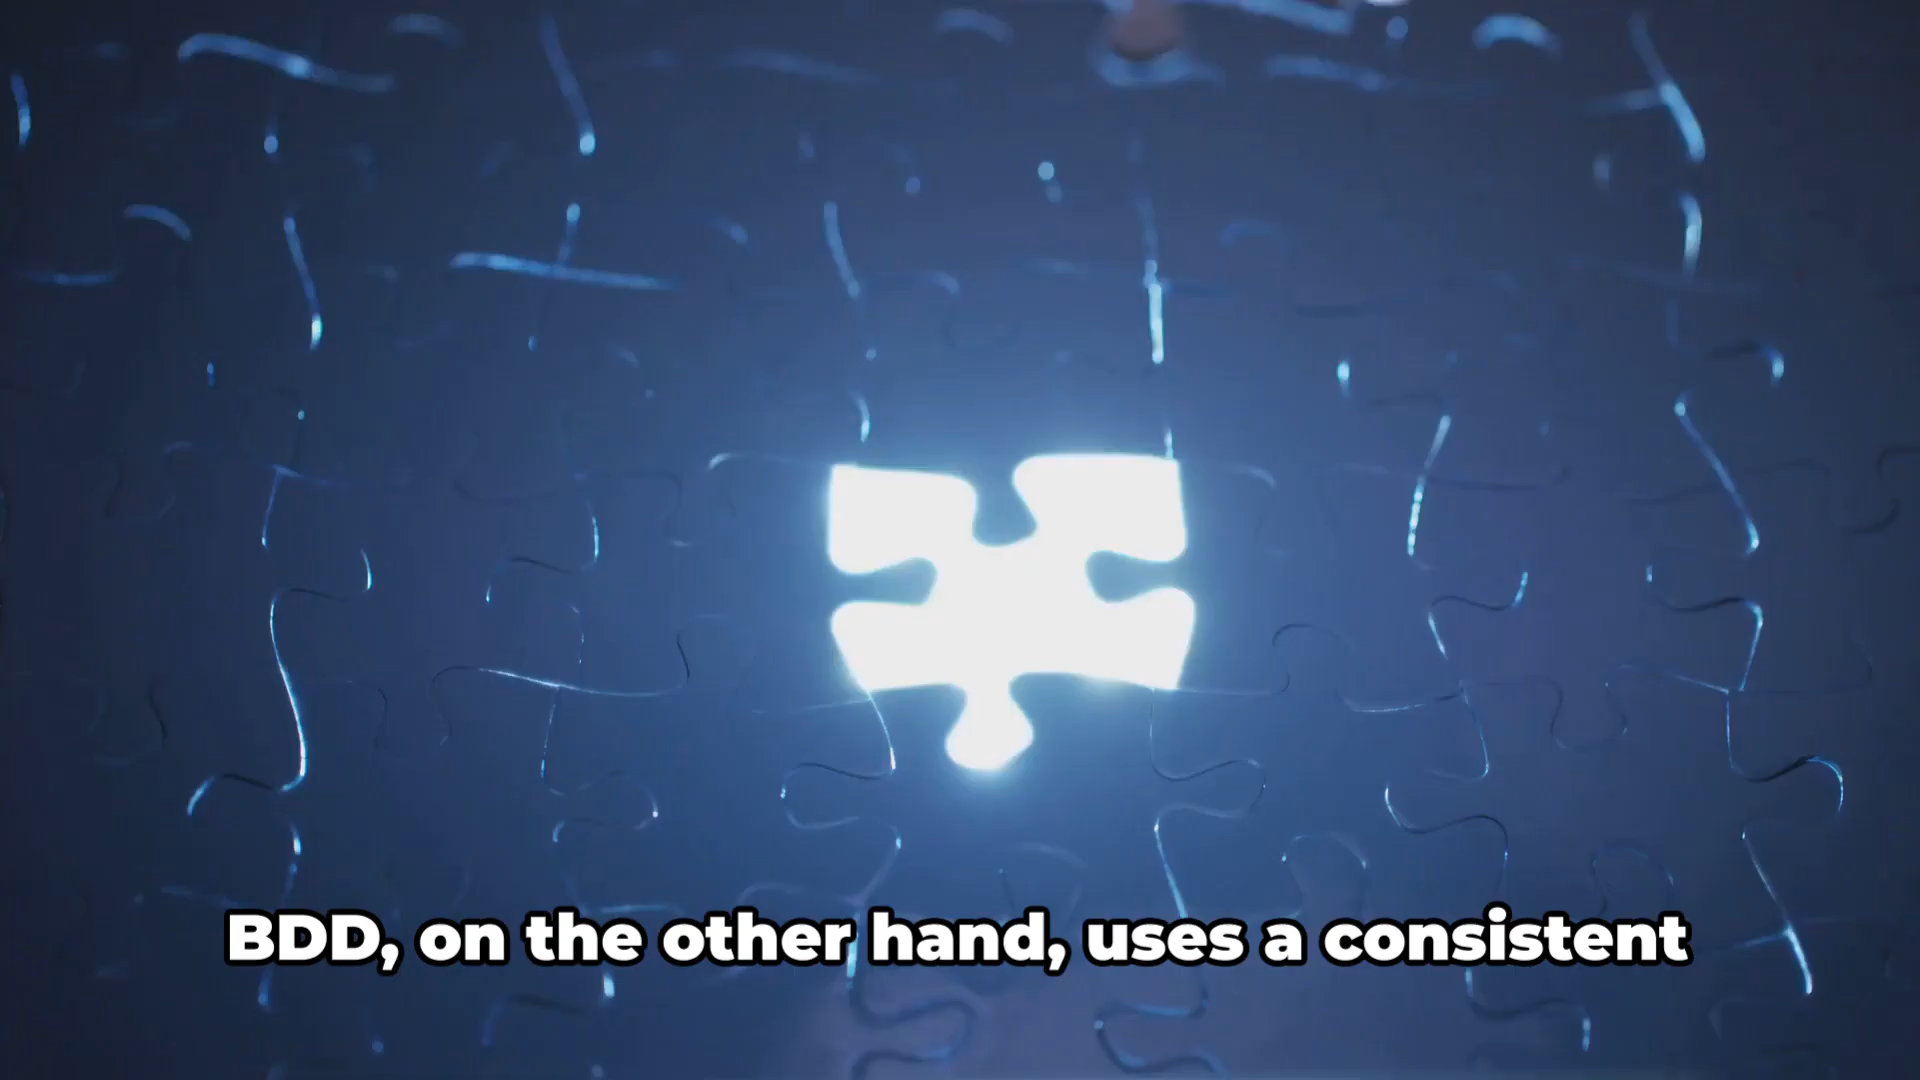 BDD, on the other hand, uses a consistent